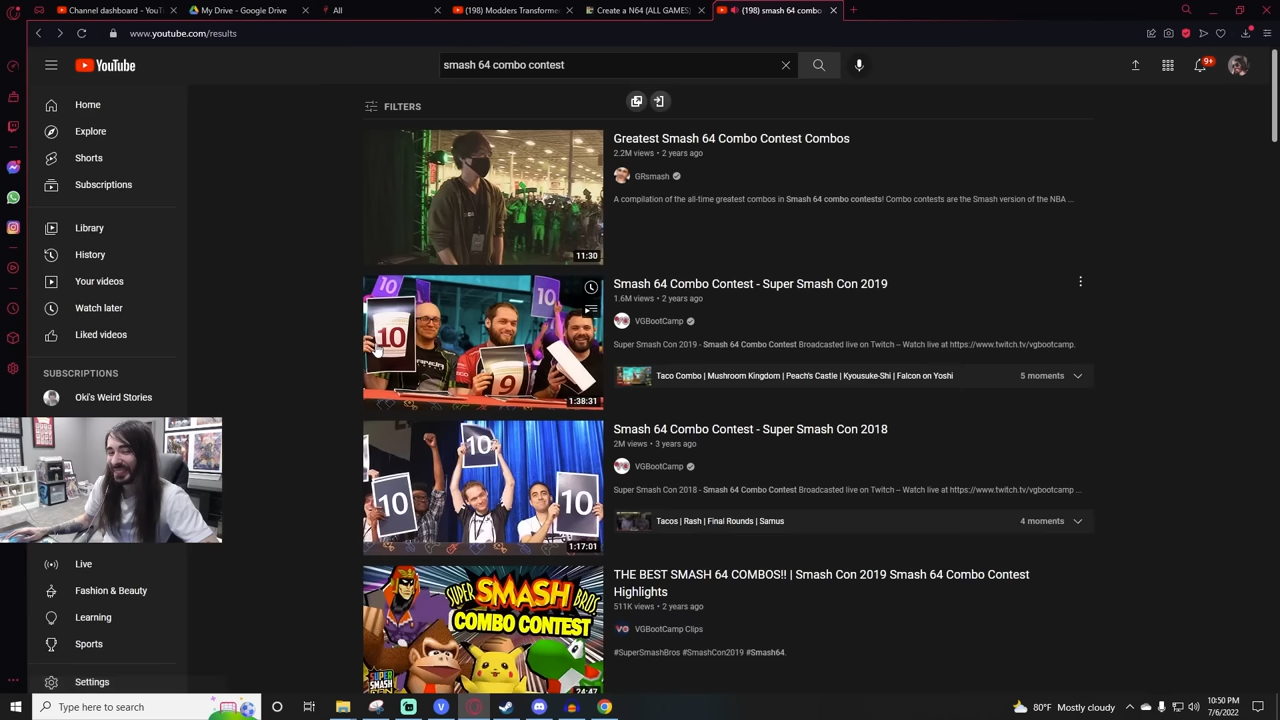 Channel dashboard - YouT
My Drive - Google Drive
All
(198) Modders Transforme
Create a N64 (ALL GAMES)
(198) smash 64 combo
www.youtube.com/results
YouTube
smash 64 combo contest
9+
FILTERS
Home
Explore
Shorts
Subscriptions
Library
History
Your videos
Watch later
Liked videos
SUBSCRIPTIONS
Oki's Weird Stories
Live
Fashion & Beauty
Learning
Sports
Settings
11:30
Greatest Smash 64 Combo Contest Combos
2.2M views • 2 years ago
GRsmash
A compilation of the all-time greatest combos in Smash 64 combo contests! Combo contests are the Smash version of the NBA ...
10
10
10
9
1:38:31
Smash 64 Combo Contest - Super Smash Con 2019
1.6M views • 2 years ago
VGBootCamp
Super Smash Con 2019 - Smash 64 Combo Contest Broadcasted live on Twitch -- Watch live at https://www.twitch.tv/vgbootcamp.
Taco Combo | Mushroom Kingdom | Peach's Castle | Kyousuke-Shi | Falcon on Yoshi
5 moments
10
10
10
1:17:01
Smash 64 Combo Contest - Super Smash Con 2018
2M views • 3 years ago
VGBootCamp
Super Smash Con 2018 - Smash 64 Combo Contest Broadcasted live on Twitch -- Watch live at https://www.twitch.tv/vgbootcamp ...
Tacos | Rash | Final Rounds | Samus
4 moments
SUPER SMASH BROS
COMBO CONTEST
SUPER SMASH
24:47
THE BEST SMASH 64 COMBOS!! | Smash Con 2019 Smash 64 Combo Contest
Highlights
511K views • 2 years ago
VGBootCamp Clips
#SuperSmashBros #SmashCon2019 #Smash64.
Type here to search
80°F Mostly cloudy
10:50 PM
7/6/2022